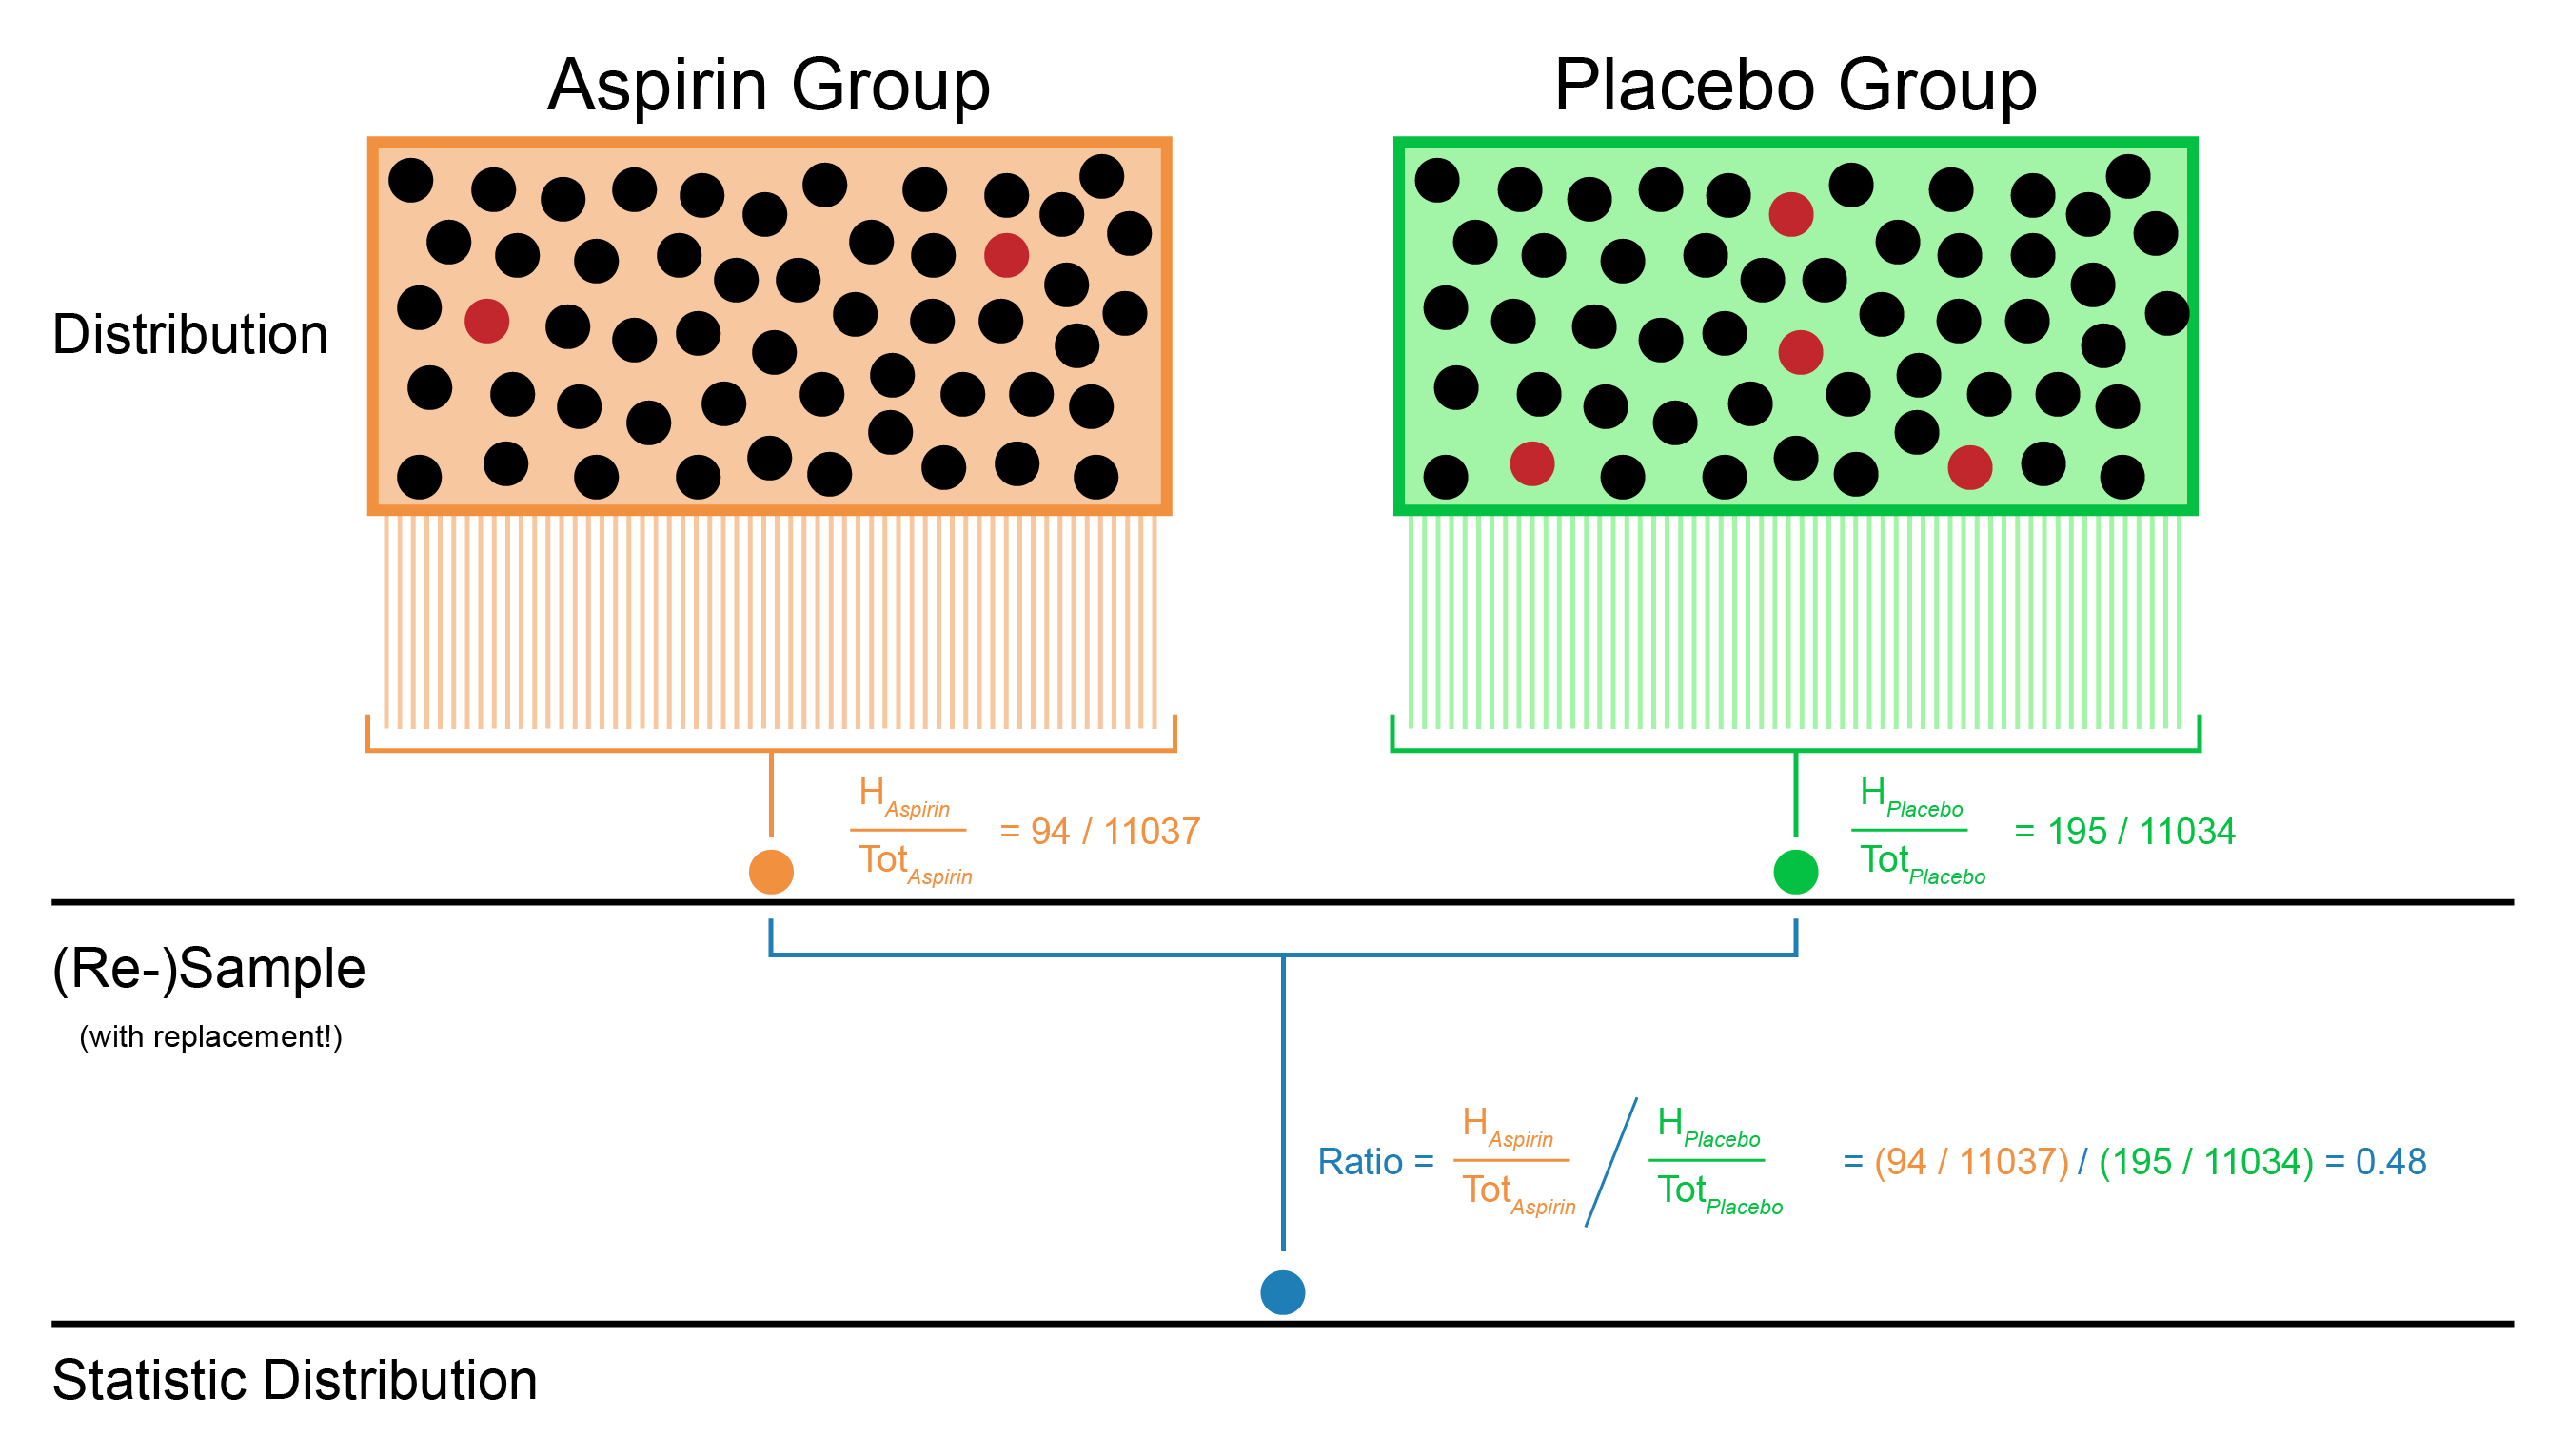 Aspirin Group
Placebo Group
Distribution
H Aspirin
Tot Aspirin
= 94 / 11037
H Placebo
Tot Placebo
= 195 / 11034
(Re-)Sample
(with replacement!)
Ratio =
H Aspirin
Tot Aspirin
/
H Placebo
Tot Placebo
= (94 / 11037) / (195 / 11034) = 0.48
Statistic Distribution